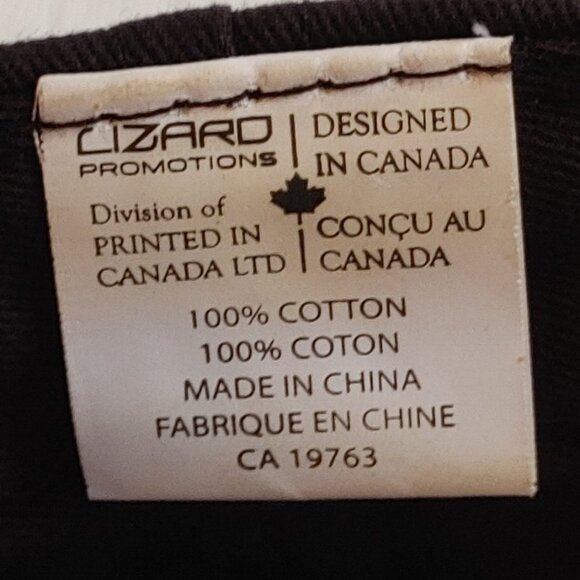 LIZARD
PROMOTIONS
Division of
PRINTED IN
CANADA LTD
DESIGNED
IN CANADA
CONÇU AU
CANADA
100% COTTON
100% COTON
MADE IN CHINA
FABRIQUE EN CHINE
CA 19763